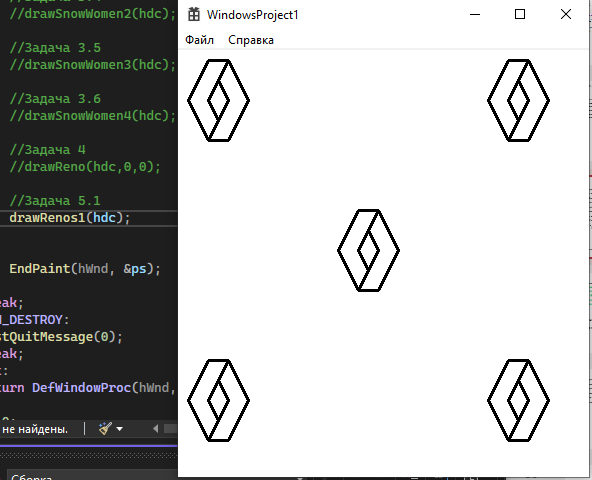 //drawSnowWomen2(hdc);
//Задача 3.5
//drawSnowWomen3(hdc);
//Задача 3.6
//drawSnowWomen4(hdc);
//Задача 4
//drawReno(hdc,0,0);
//Задача 5.1
drawRenos1(hdc);
EndPaint(hWnd, &ps);
eak;
_DESTROY:
stQuitMessage(0);
eak;
t:
urn DefWindowProc(hWnd,
не найдены.
Сборка
WindowsProject1
Файл Справка